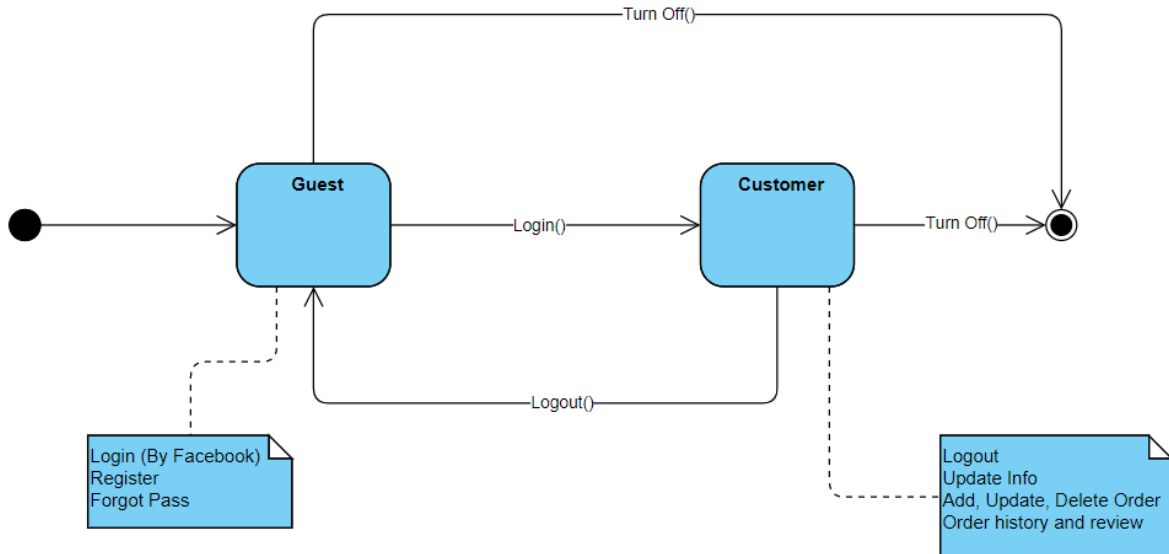 Turn Off()
Guest
Customer
Login()
Turn Off()
Logout()
Login (By Facebook)
Register
Forgot Pass
Logout
Update Info
Add, Update, Delete Order
Order history and review